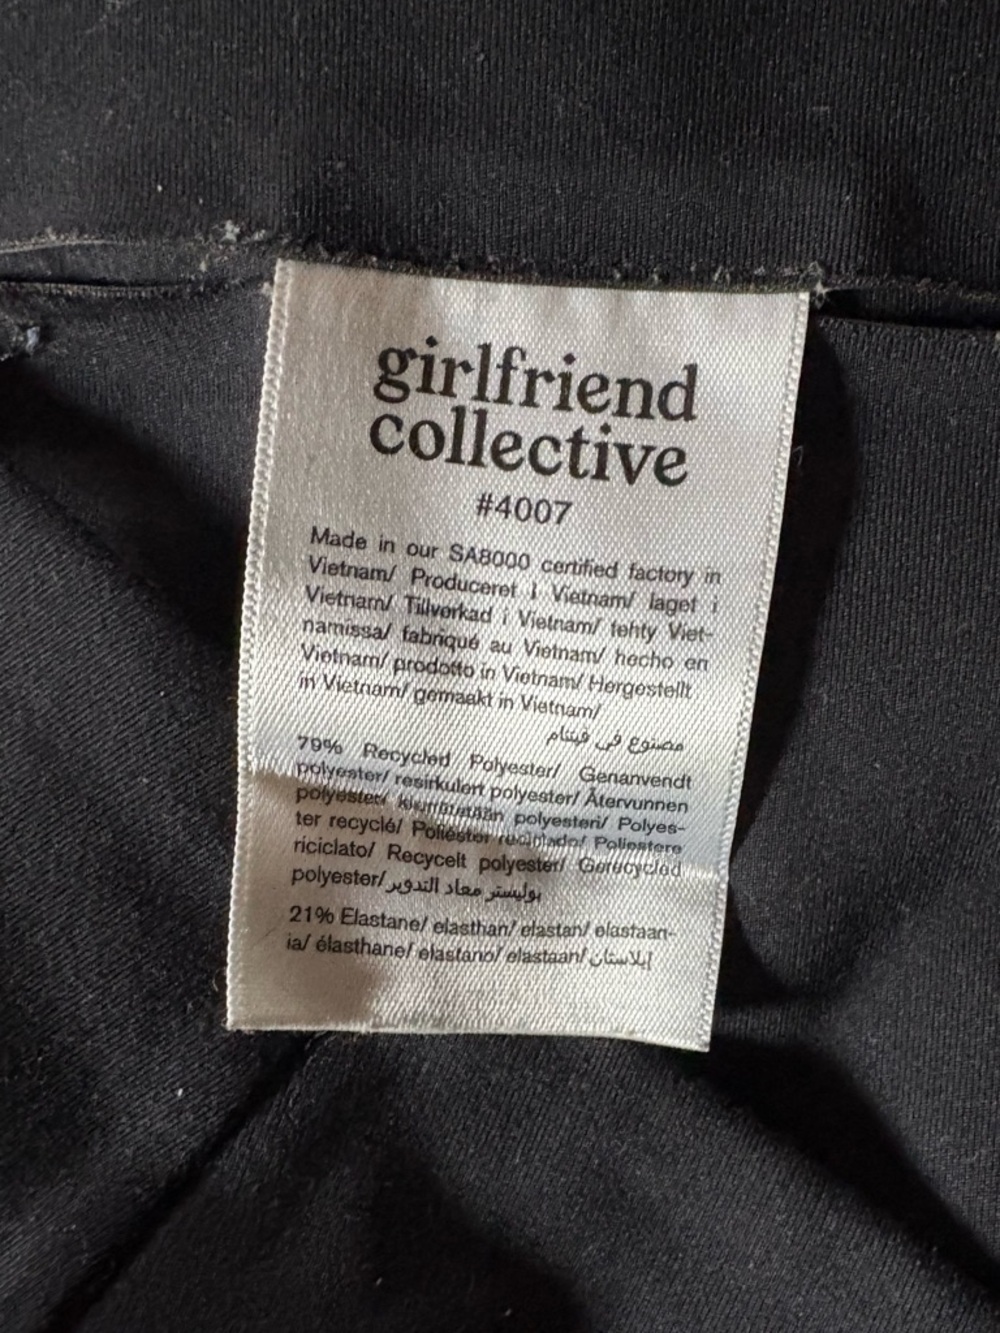 girlfriend
collective
#4007
Made in our SA8000 certified factory in
Vietnam/ Produceret i Vietnam/ laget i
Vietnam/ Tillverkad i Vietnam/ tehty Viet-
namissa/ fabriqué au Vietnam/ hecho en
Vietnam/ prodotto in Vietnam/ Hergestellt
in Vietnam/ gemaakt in Vietnam/
مصنوع في فيتنام
79% Recycled Polyester/ Genanvendt
polyester/ resirkulert polyester/ Återvunnen
polyester/ polyesteri/ Polyes-
ter recyclé/ Poliéster reciclado/ Poliestere
riciclato/ Recycelt polyester/ Gerecycled
polyester/ بوليستر معاد التدوير
21% Elastane/ elasthan/ elastan/ elastaan-
ia/ élasthane/ elastano/ elastaan/ إيلاستان